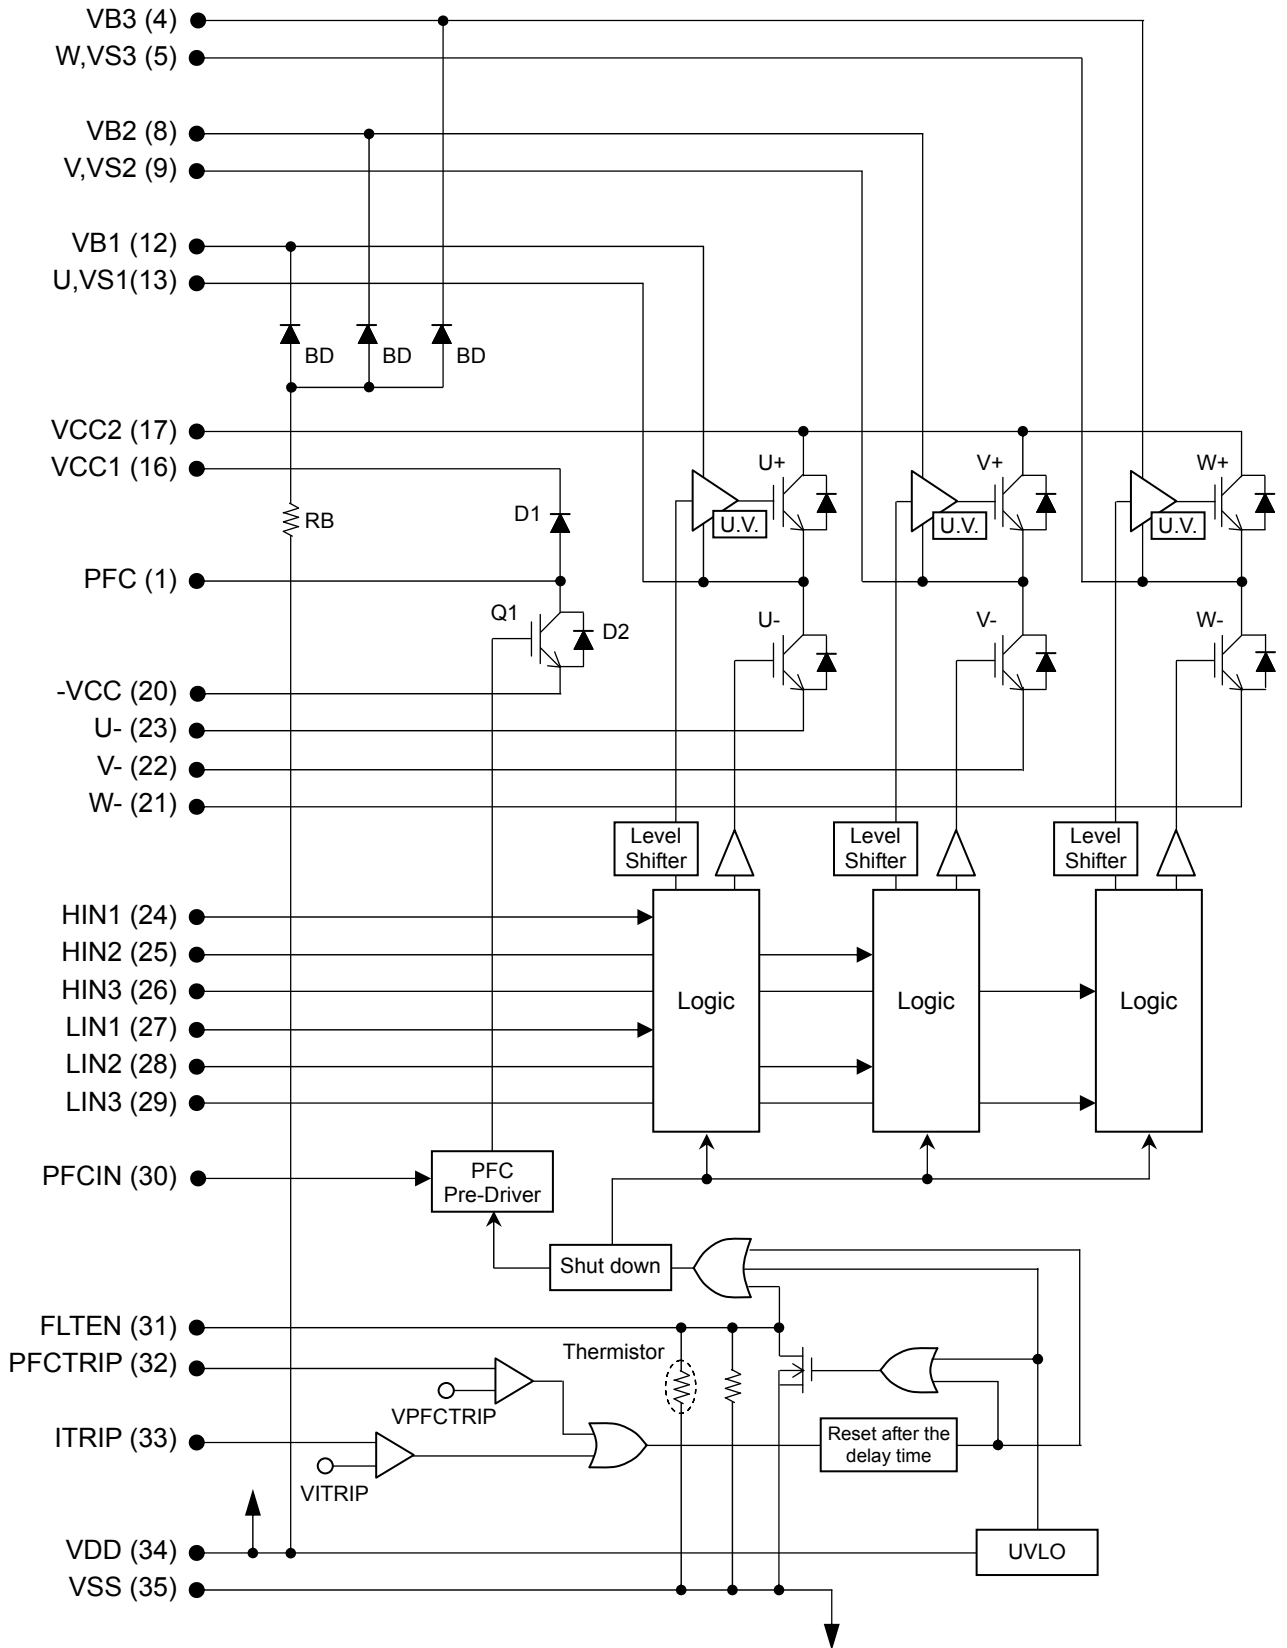 VB3 (4)
W,VS3 (5)
VB2 (8)
V,VS2 (9)
VB1 (12)
U,VS1(13)
BD
BD
BD
VCC2 (17)
VCC1 (16)
U+
V+
W+
RB
D1
U.V.
U.V.
U.V.
PFC (1)
Q1
D2
U-
V-
W-
-VCC (20)
U- (23)
V- (22)
W- (21)
Level
Shifter
Level
Shifter
Level
Shifter
HIN1 (24)
HIN2 (25)
HIN3 (26)
LIN1 (27)
LIN2 (28)
LIN3 (29)
Logic
Logic
Logic
PFCIN (30)
PFC
Pre-Driver
Shut down
FLTEN (31)
PFCTRIP (32)
Thermistor
VPFCTRIP
ITRIP (33)
VITRIP
Reset after the
delay time
VDD (34)
UVLO
VSS (35)